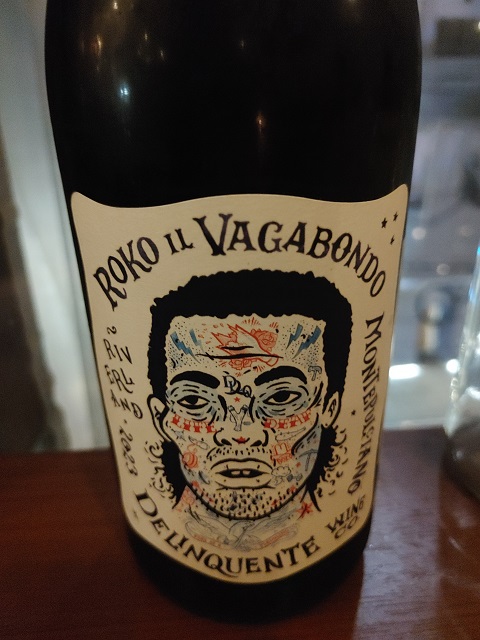 ROKO IL VAGABONDO
MONTEPULCIANO
RIVERLAND 2023
DELINQUENTE
WINE CO.